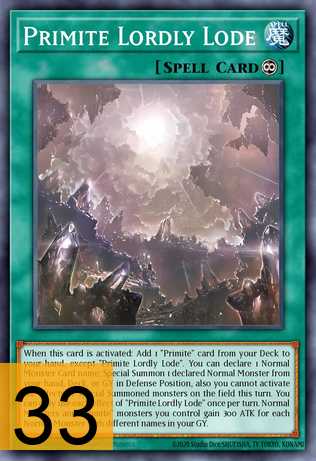 PRIMITE LORDLY LODE
魔
[SPELL CARD
]
When this card is activated: Add 1 "Primite" card from your Deck to
your hand, except "Primite Lordly Lode". You can declare 1 Normal
Monster Card name; Special Summon 1 declared Normal Monster from
your hand, Deck, or GY in Defense Position, also you cannot activate
Summoned monsters on the field this turn. You
effect of "Primite Lordly Lode" once per turn. Normal
monsters you control gain 300 ATK for each
Normal different names in your GY.
33
©2020 Studio Dice/SHUEISHA, TV TOKYO, KONAMI